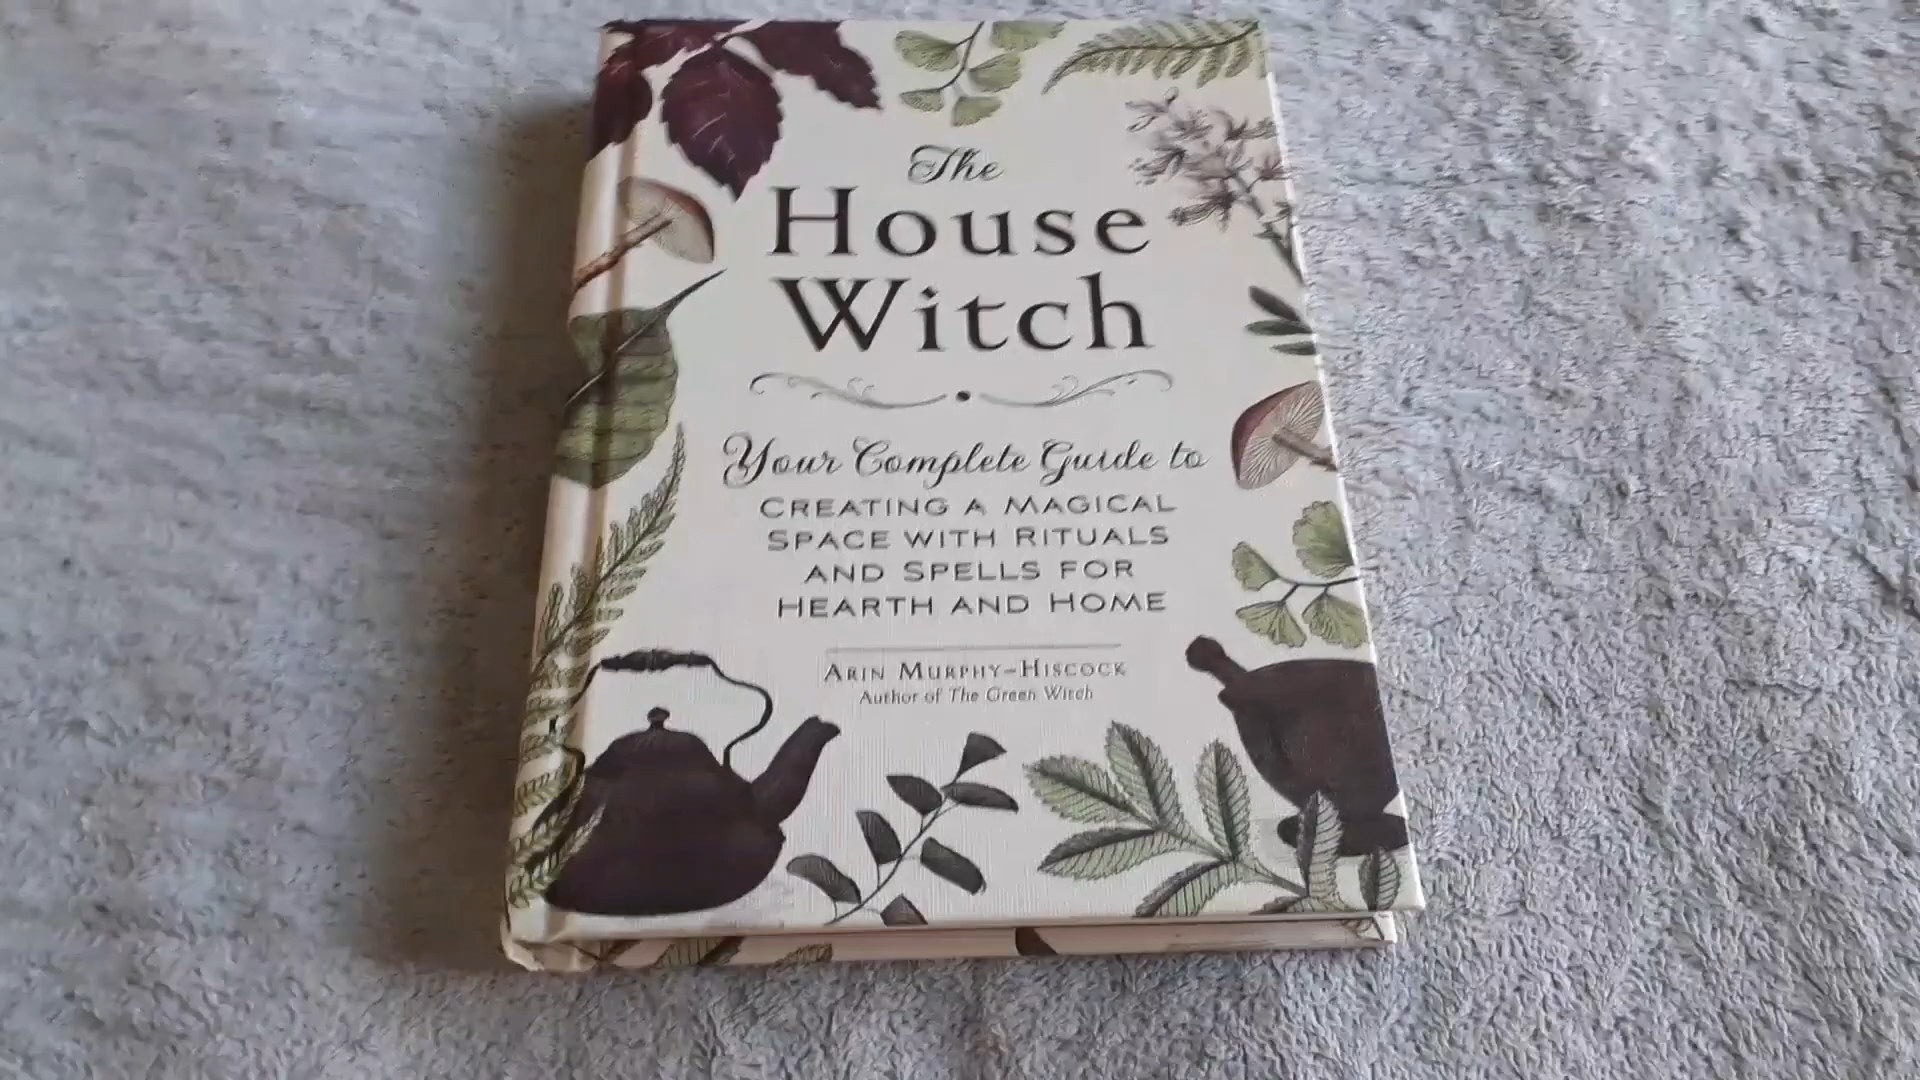 The
House
Witch
Your Complete Guide to
CREATING A MAGICAL
SPACE WITH RITUALS
AND SPELLS FOR
HEARTH AND HOME
ARIN MURPHY-HISCOCK
Author of The Green Witch